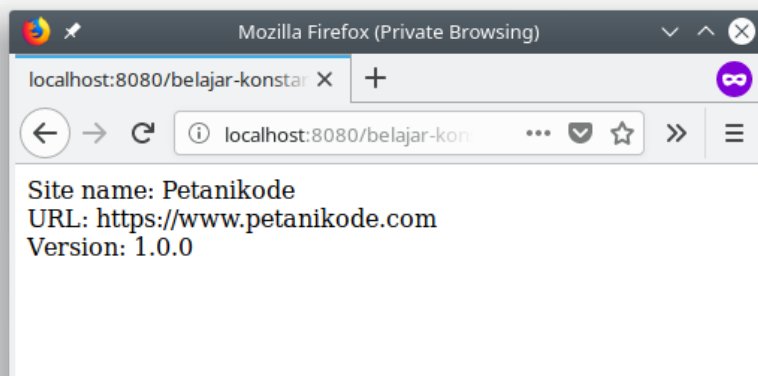 Mozilla Firefox (Private Browsing)
localhost:8080/belajar-konstar
localhost:8080/belajar-kon
Site name: Petanikode
URL: https://www.petanikode.com
Version: 1.0.0